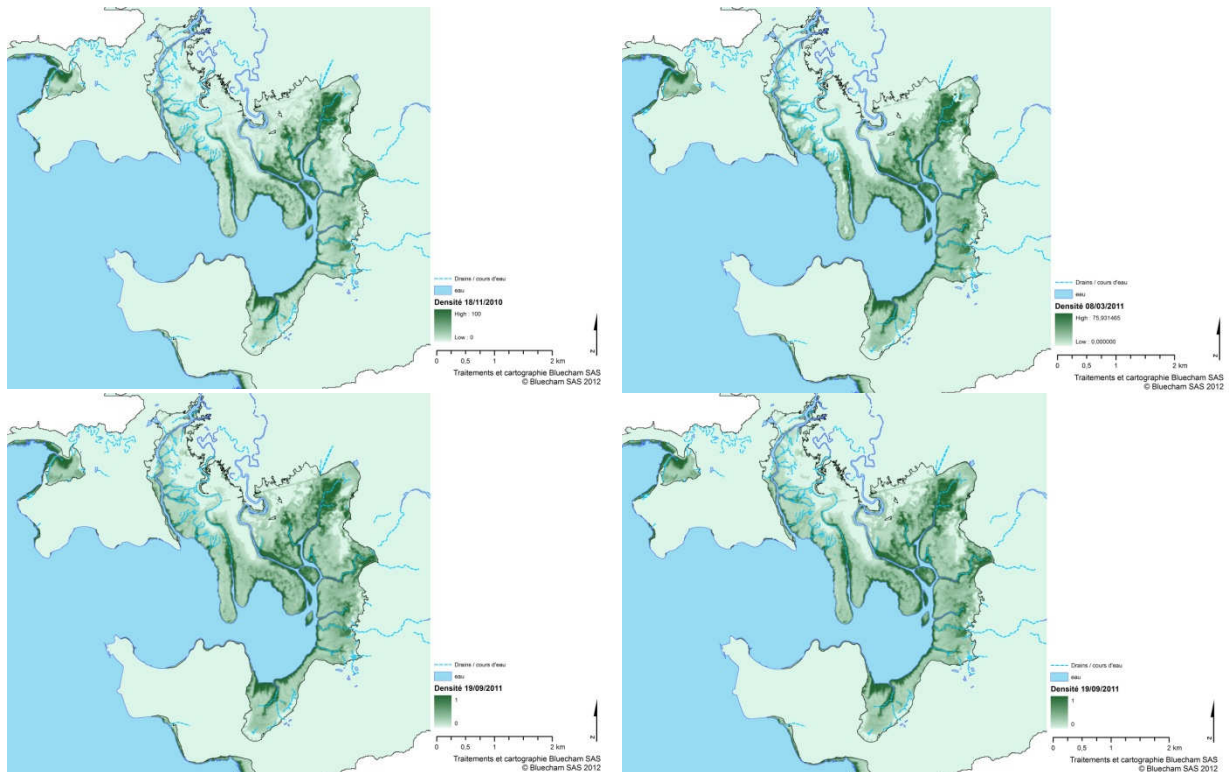 Drains / cours d'eau
eau
Densité 18/11/2010
High : 100
Low : 0
0 0,5 1 2 km
N
Traitements et cartographie Bluecham SAS
© Bluecham SAS 2012
Drains / cours d'eau
eau
Densité 08/03/2011
High : 75,931465
Low : 0,000000
0 0,5 1 2 km
N
Traitements et cartographie Bluecham SAS
© Bluecham SAS 2012
Drains / cours d'eau
eau
Densité 19/09/2011
1
0
0 0,5 1 2 km
N
Traitements et cartographie Bluecham SAS
© Bluecham SAS 2012
Drains / cours d'eau
eau
Densité 19/09/2011
1
0
0 0,5 1 2 km
N
Traitements et cartographie Bluecham SAS
© Bluecham SAS 2012